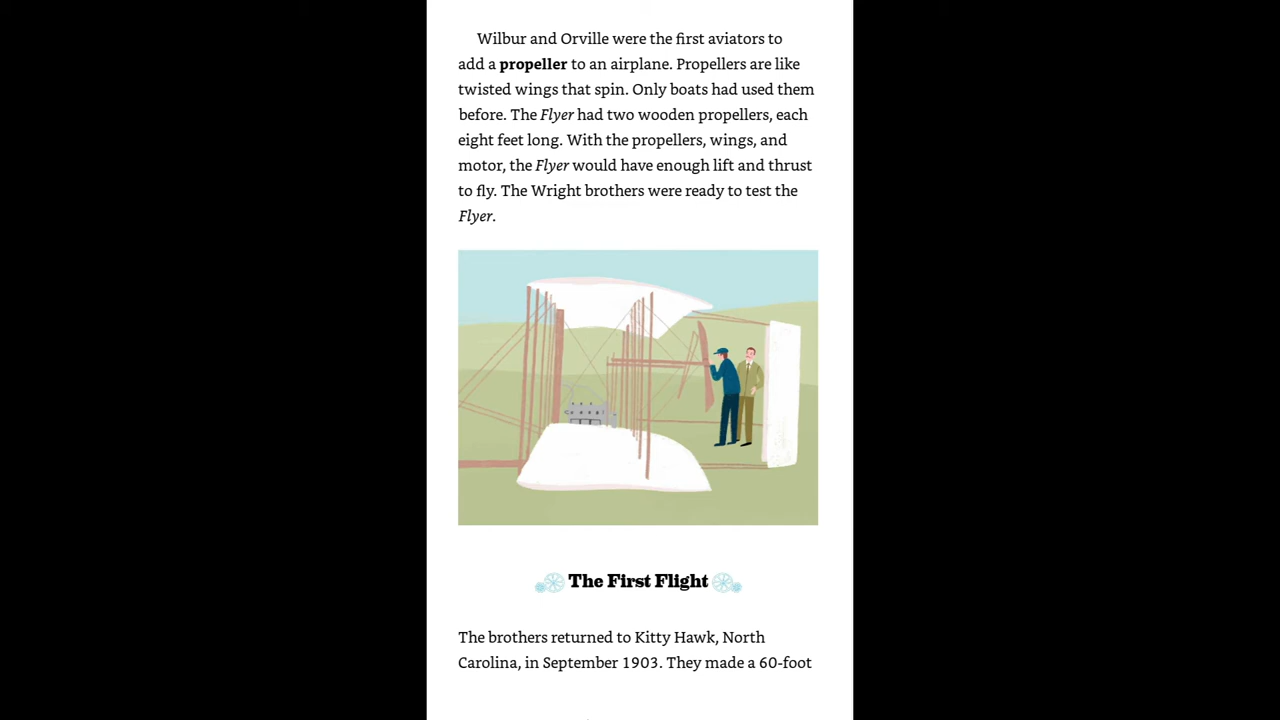 Wilbur and Orville were the first aviators to
add a propeller to an airplane. Propellers are like
twisted wings that spin. Only boats had used them
before. The Flyer had two wooden propellers, each
eight feet long. With the propellers, wings, and
motor, the Flyer would have enough lift and thrust
to fly. The Wright brothers were ready to test the
Flyer.
The First Flight
The brothers returned to Kitty Hawk, North
Carolina, in September 1903. They made a 60-foot